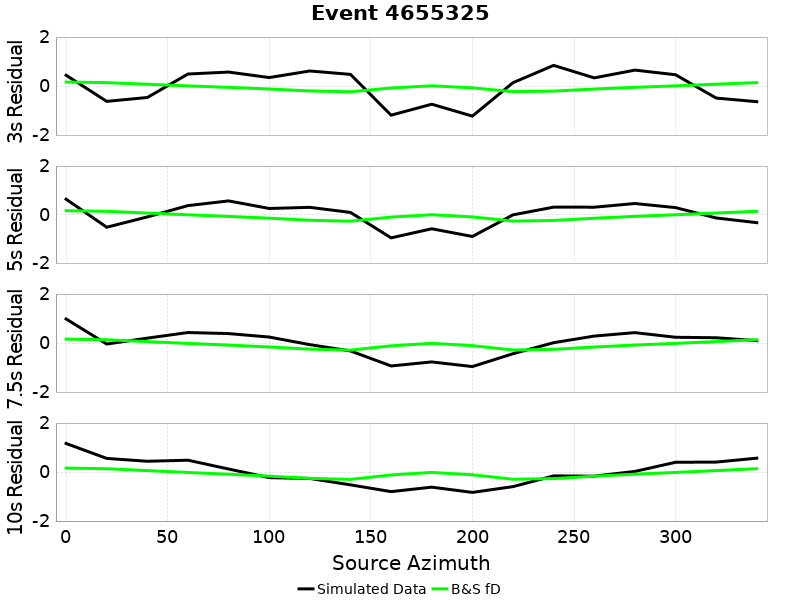 Event 4655325
3s Residual
2
0
-2
5s Residual
2
0
-2
7.5s Residual
2
0
-2
10s Residual
2
0
-2
0 50 100 150 200 250 300
Source Azimuth
Simulated Data B&S fD